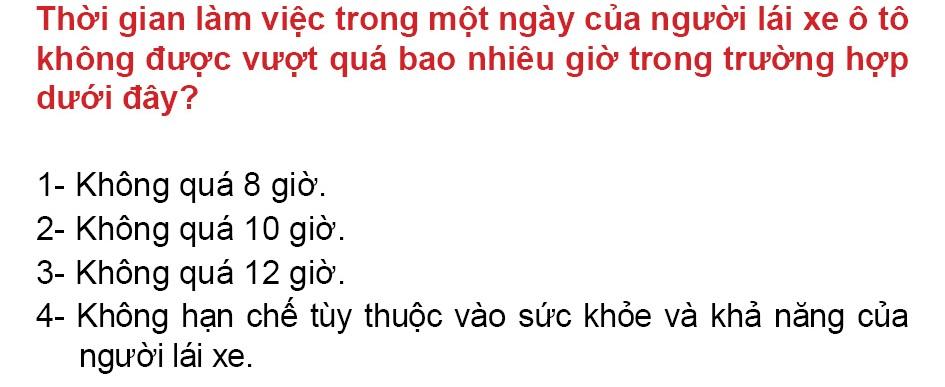 Thời gian làm việc trong một ngày của người lái xe ô tô
không được vượt quá bao nhiêu giờ trong trường hợp
dưới đây?
1- Không quá 8 giờ.
2- Không quá 10 giờ.
3- Không quá 12 giờ.
4- Không hạn chế tùy thuộc vào sức khỏe và khả năng của
người lái xe.